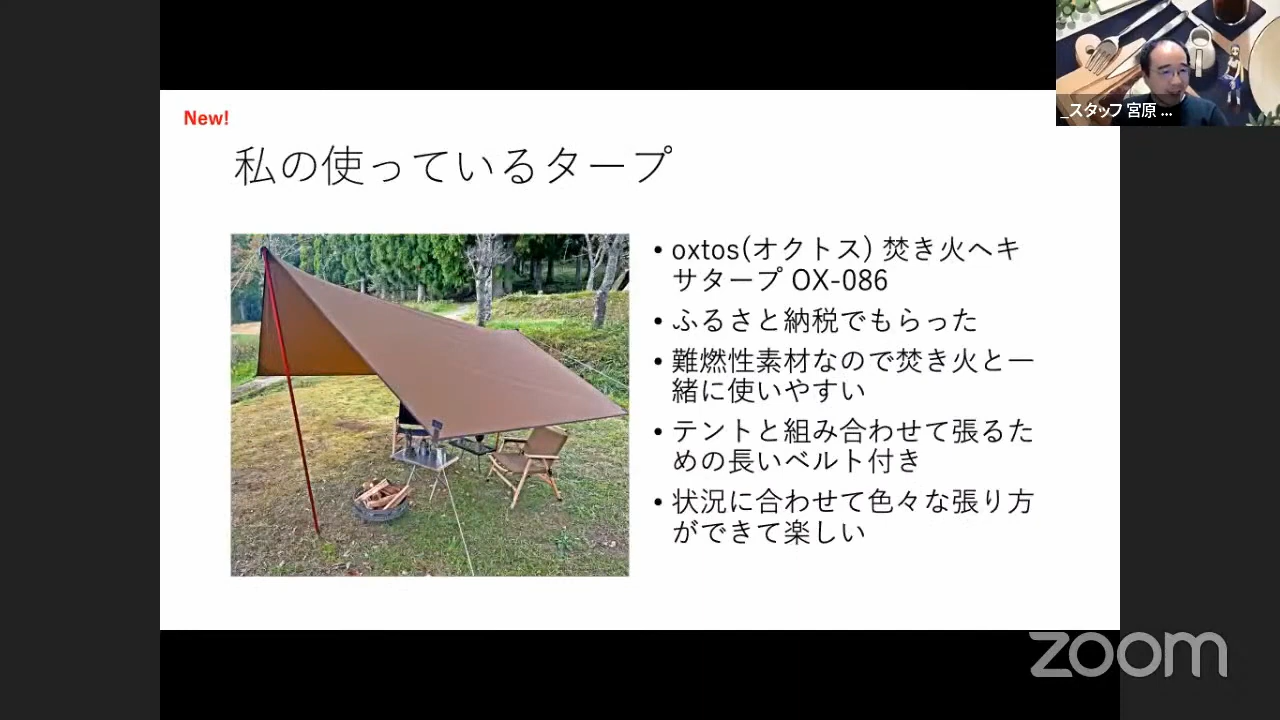 _スタッフ 宮原 ...
New!
私の使っているタープ
• oxtos(オクトス) 焚き火ヘキ
サタープ OX-086
• ふるさと納税でもらった
• 難燃性素材なので焚き火と一
緒に使いやすい
• テントと組み合わせて張るた
めの長いベルト付き
• 状況に合わせて色々な張り方
ができて楽しい
zoom